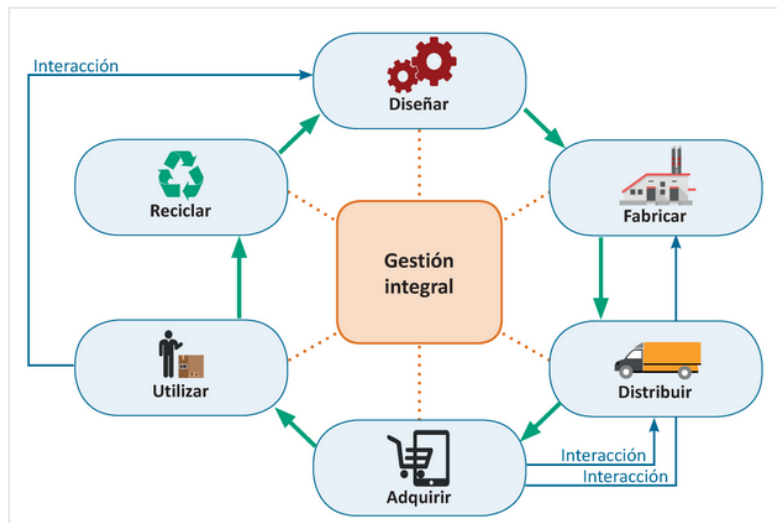 Interacción
Diseñar
Reciclar
Fabricar
Gestión
integral
Utilizar
Distribuir
Adquirir
Interacción
Interacción